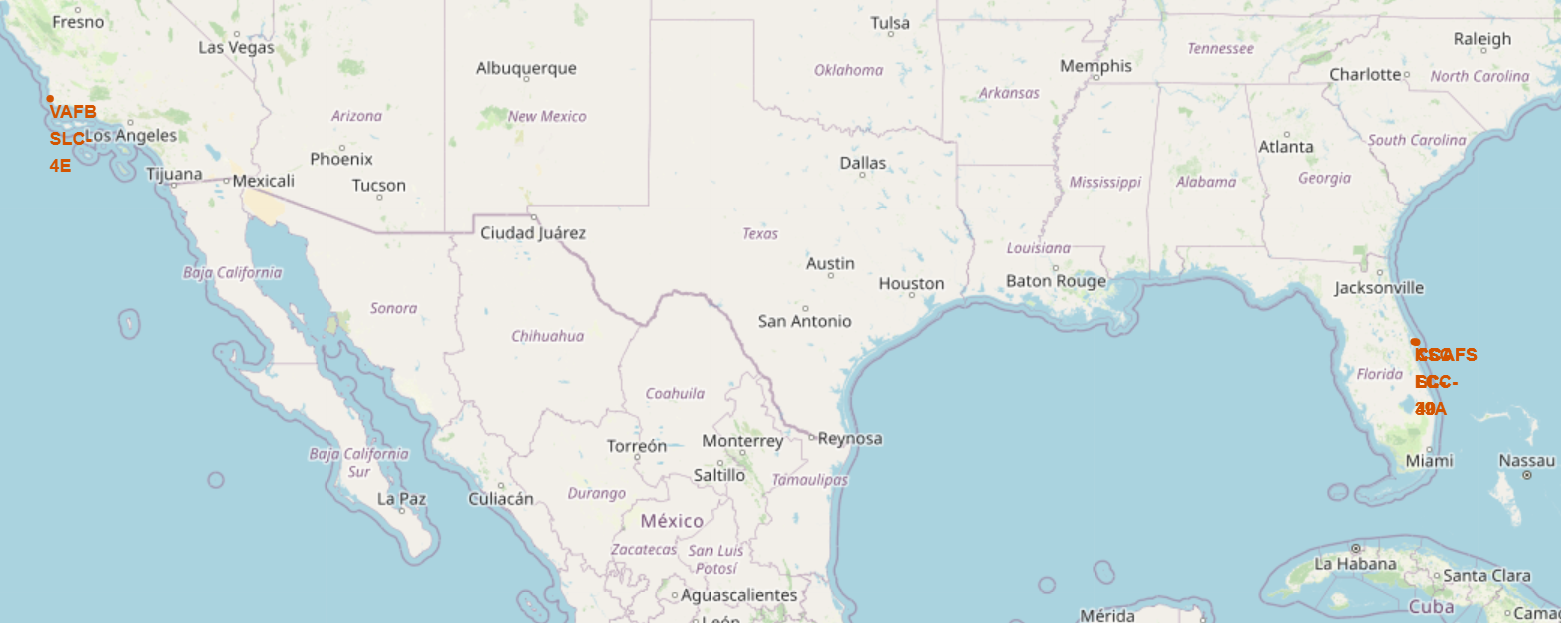 Fresno
Las Vegas
Albuquerque
Tulsa
Oklahoma
Memphis
Tennessee
Raleigh
Charlotte
North Carolina
VAFB
SLC-
4E
Los Angeles
Arizona
New Mexico
Arkansas
South Carolina
Atlanta
Phoenix
Dallas
Tijuana
Mexicali
Tucson
Mississippi
Alabama
Georgia
Ciudad Juárez
Texas
Louisiana
Baja California
Austin
Houston
Baton Rouge
Jacksonville
Sonora
Chihuahua
San Antonio
Florida
Coahuila
Torreón
Monterrey
Reynosa
Saltillo
Tamaulipas
Miami
Nassau
Baja California
Sur
La Paz
Culiacán
Durango
México
Zacatecas
San Luis
Potosí
La Habana
Santa Clara
Aguascalientes
Cuba
Mérida
León